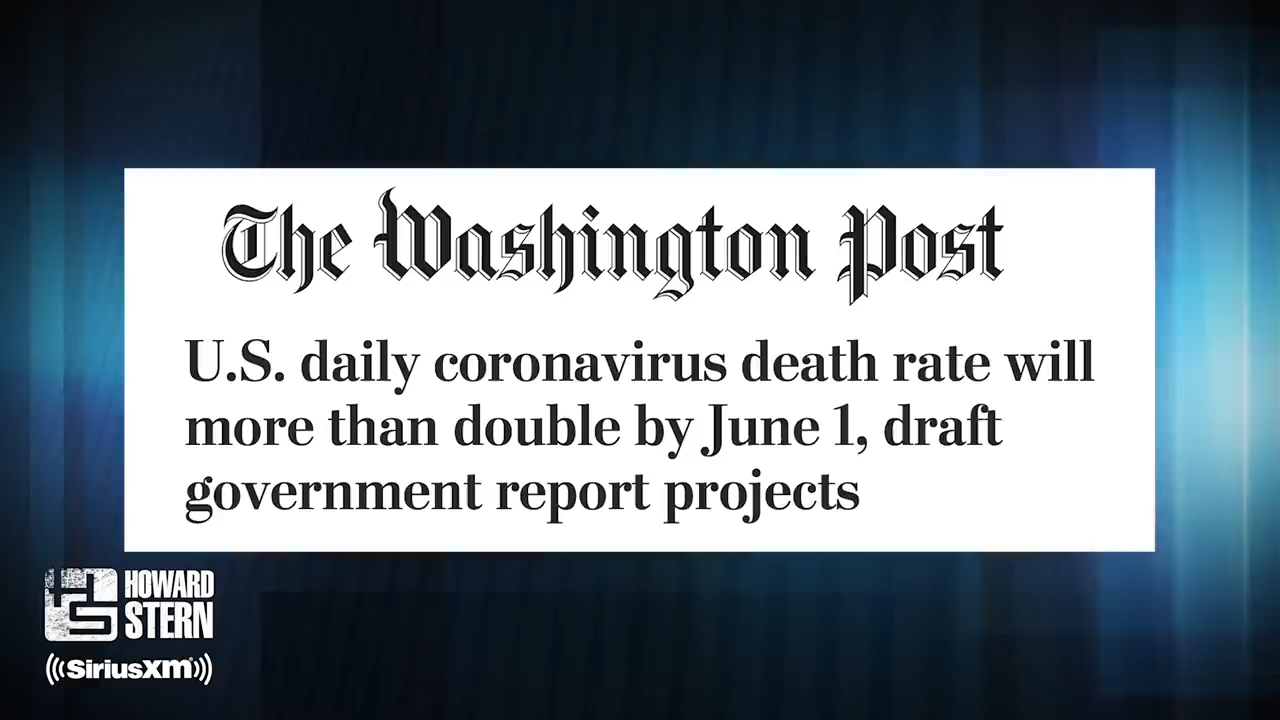 The Washington Post
U.S. daily coronavirus death rate will
more than double by June 1, draft
government report projects
HS
HOWARD
STERN
SiriusXM